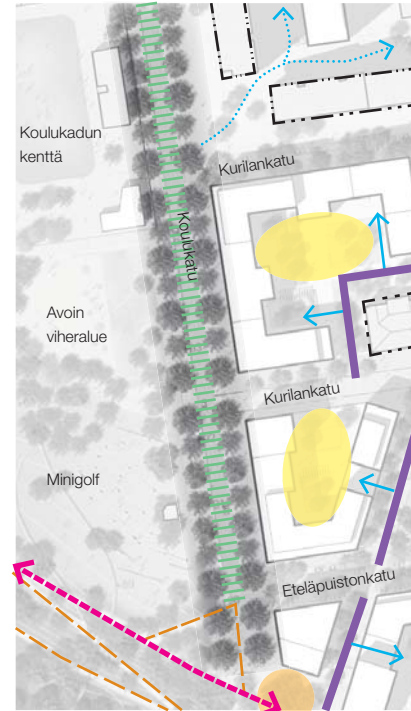 Koulukadun
kenttä
Kurilankatu
Koulukatu
Avoin
viheralue
Kurilankatu
Minigolf
Eteläpuistonkatu